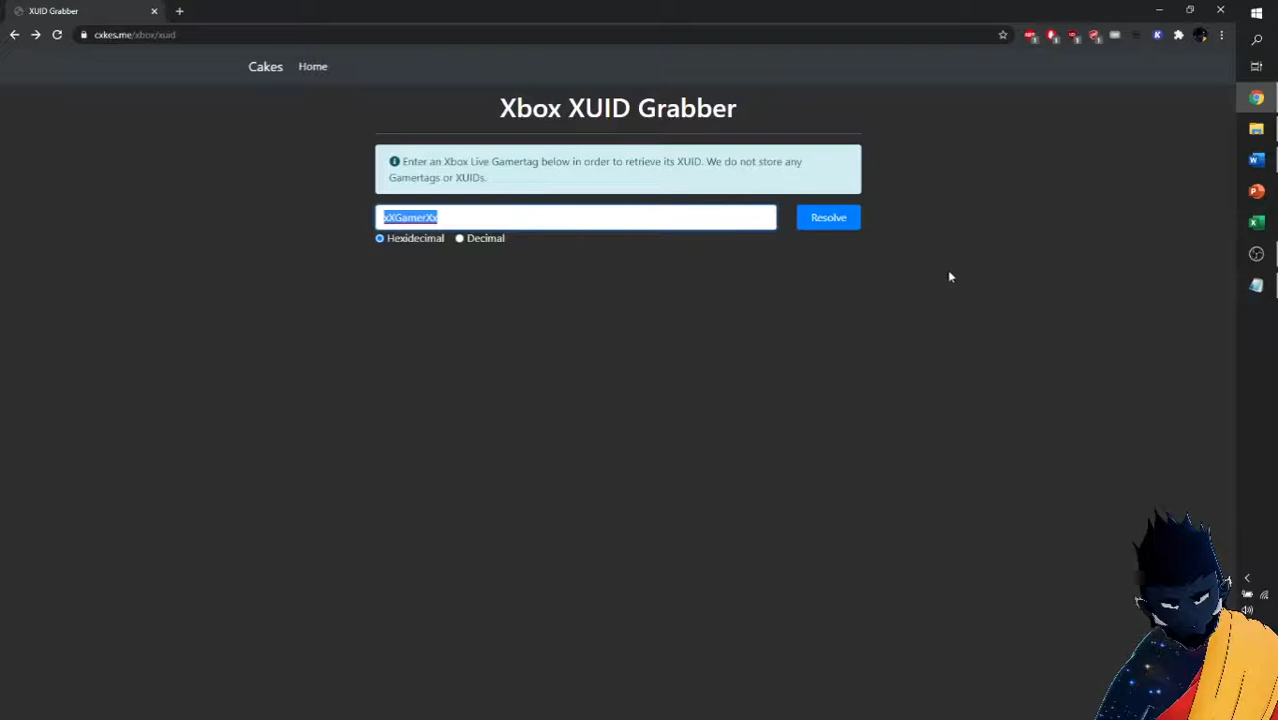 XUID Grabber
cxkes.me/xbox/xuid
Cakes Home
Xbox XUID Grabber
Enter an Xbox Live Gamertag below in order to retrieve its XUID. We do not store any
Gamertags or XUIDs.
xXGamerXx
Resolve
Hexidecimal Decimal